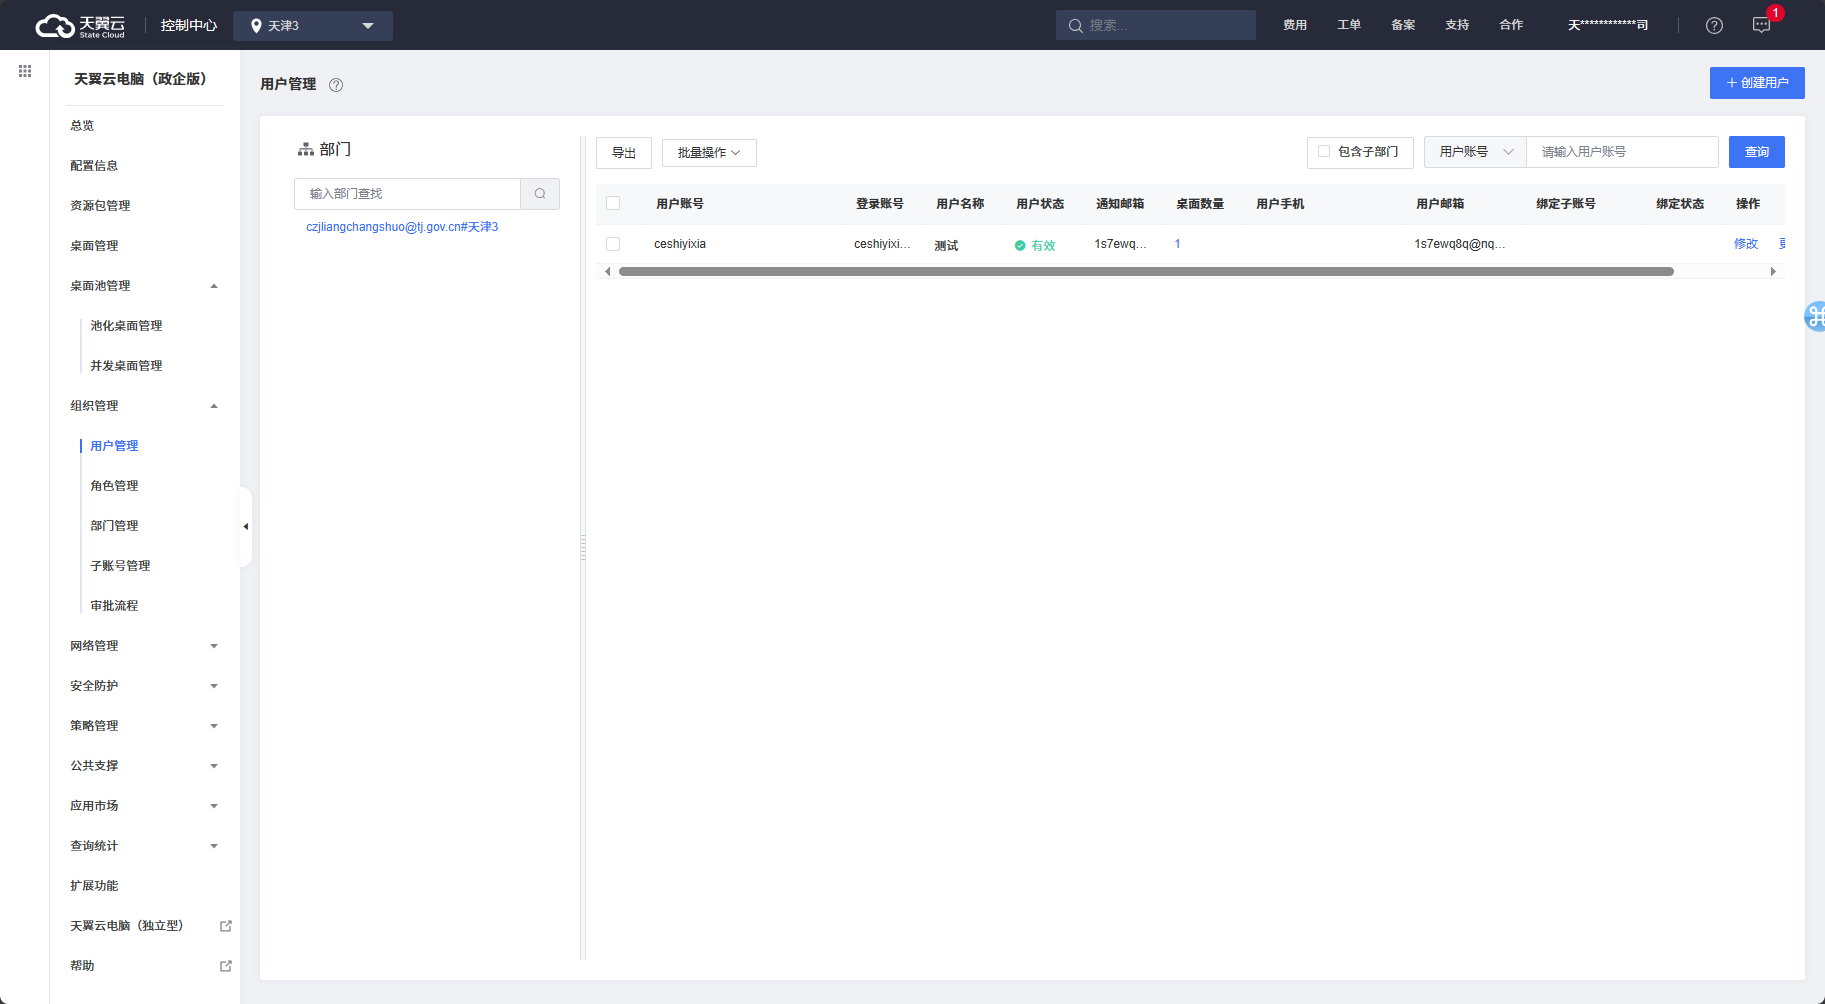 天翼云
State Cloud
控制中心
天津3
搜索...
费用
工单
备案
支持
合作
天************司
1
天翼云电脑（政企版）
总览
配置信息
资源包管理
桌面管理
桌面池管理
池化桌面管理
并发桌面管理
组织管理
用户管理
角色管理
部门管理
子账号管理
审批流程
网络管理
安全防护
策略管理
公共支撑
应用市场
查询统计
扩展功能
天翼云电脑（独立型）
帮助
用户管理
创建用户
部门
输入部门查找
czjliangchangshuo@tj.gov.cn#天津3
导出
批量操作
包含子部门
用户账号
请输入用户账号
查询
用户账号 登录账号 用户名称 用户状态 通知邮箱 桌面数量 用户手机 用户邮箱 绑定子账号 绑定状态 操作
ceshiyixia ceshiyixi... 测试 有效 1s7ewq... 1 1s7ewq8q@nq... 修改